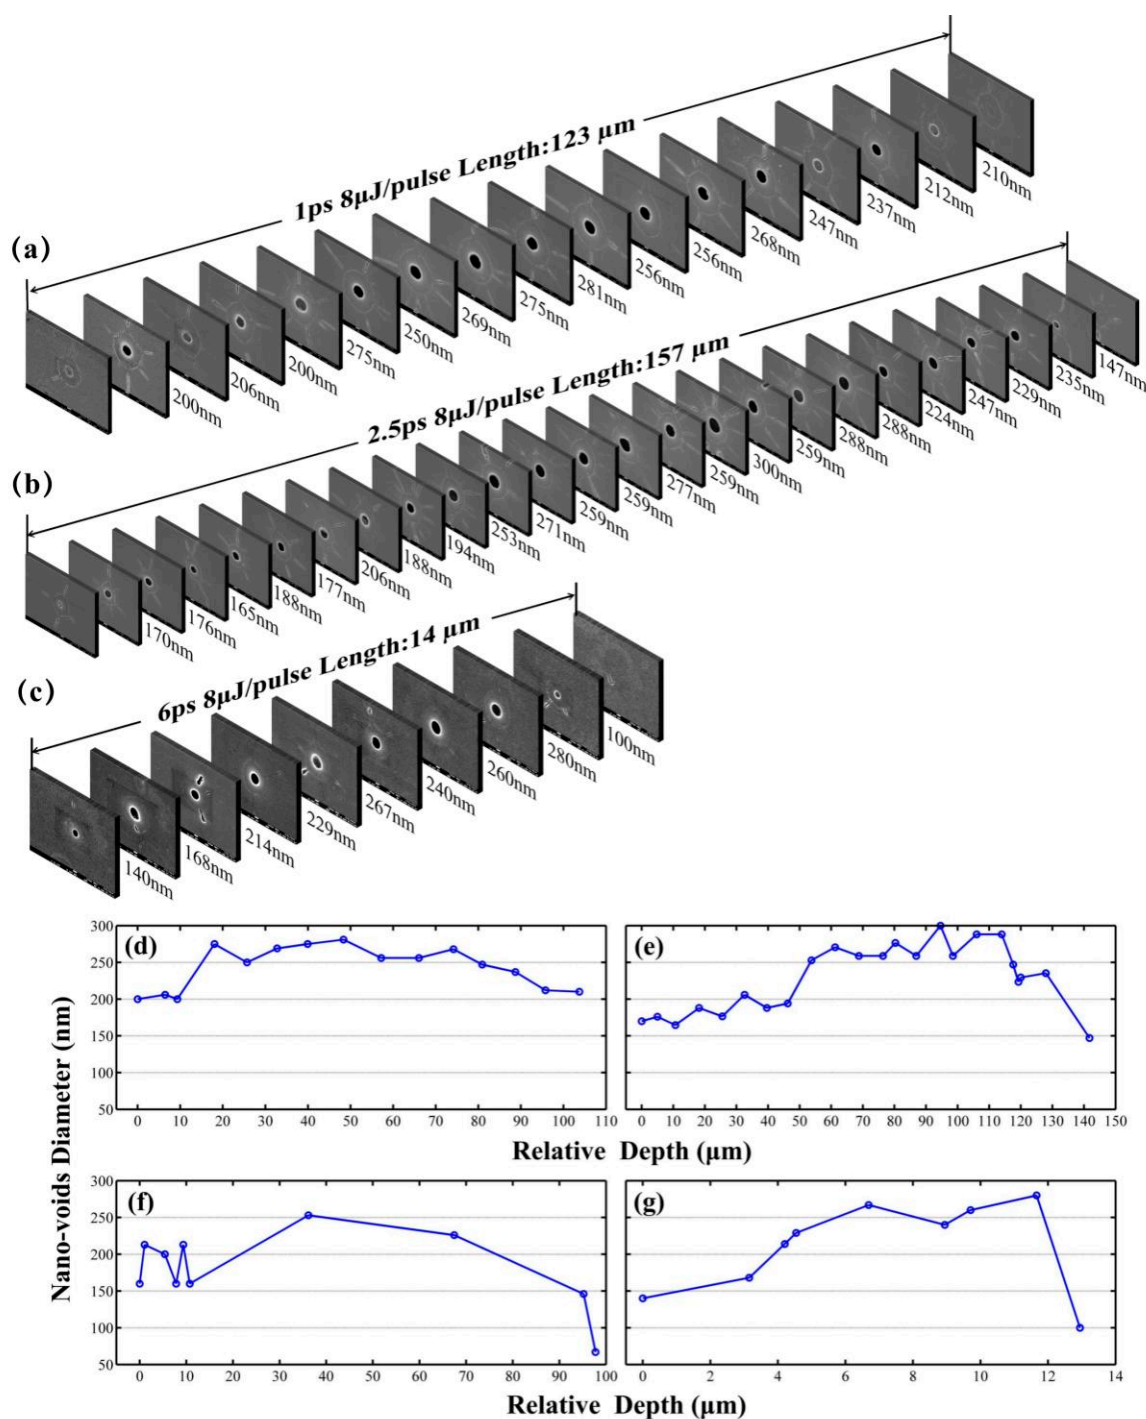 1ps 8μJ/pulse Length:123 μm
(a)
200nm
206nm
200nm
275nm
250nm
269nm
275nm
281nm
256nm
256nm
268nm
247nm
237nm
212nm
210nm
2.5ps 8μJ/pulse Length:157 μm
(b)
170nm
176nm
165nm
188nm
177nm
206nm
188nm
194nm
253nm
271nm
259nm
259nm
277nm
259nm
300nm
259nm
288nm
288nm
224nm
247nm
229nm
235nm
147nm
6ps 8μJ/pulse Length:14 μm
(c)
140nm
168nm
214nm
229nm
267nm
240nm
260nm
280nm
100nm
Nano-voids Diameter (nm)
(d)
300
250
200
150
100
50
0 10 20 30 40 50 60 70 80 90 100 110
(e)
0 10 20 30 40 50 60 70 80 90 100 110 120 130 140 150
Relative Depth (μm)
(f)
300
250
200
150
100
50
0 10 20 30 40 50 60 70 80 90 100
(g)
0 2 4 6 8 10 12 14
Relative Depth (μm)